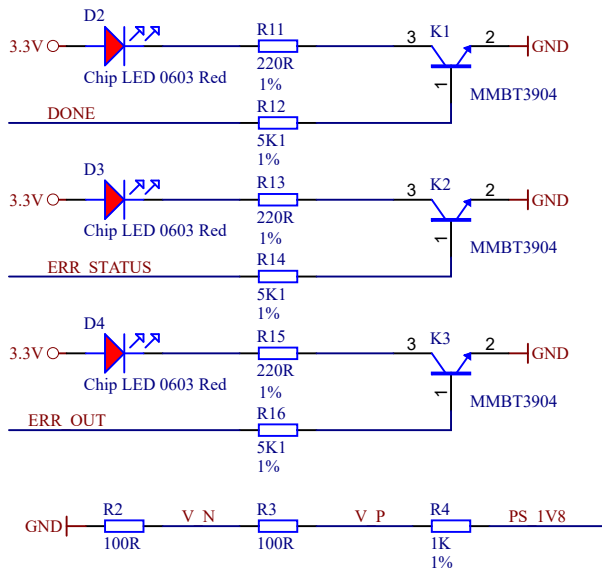 D2
R11
K1
3.3V
3
2
GND
Chip LED 0603 Red
220R
1%
1
MMBT3904
DONE
R12
5K1
1%
D3
R13
K2
3.3V
3
2
GND
Chip LED 0603 Red
220R
1%
1
MMBT3904
ERR_STATUS
R14
5K1
1%
D4
R15
K3
3.3V
3
2
GND
Chip LED 0603 Red
220R
1%
1
MMBT3904
ERR_OUT
R16
5K1
1%
R2
V_N
R3
V_P
R4
PS_1V8
GND
100R
100R
1K
1%